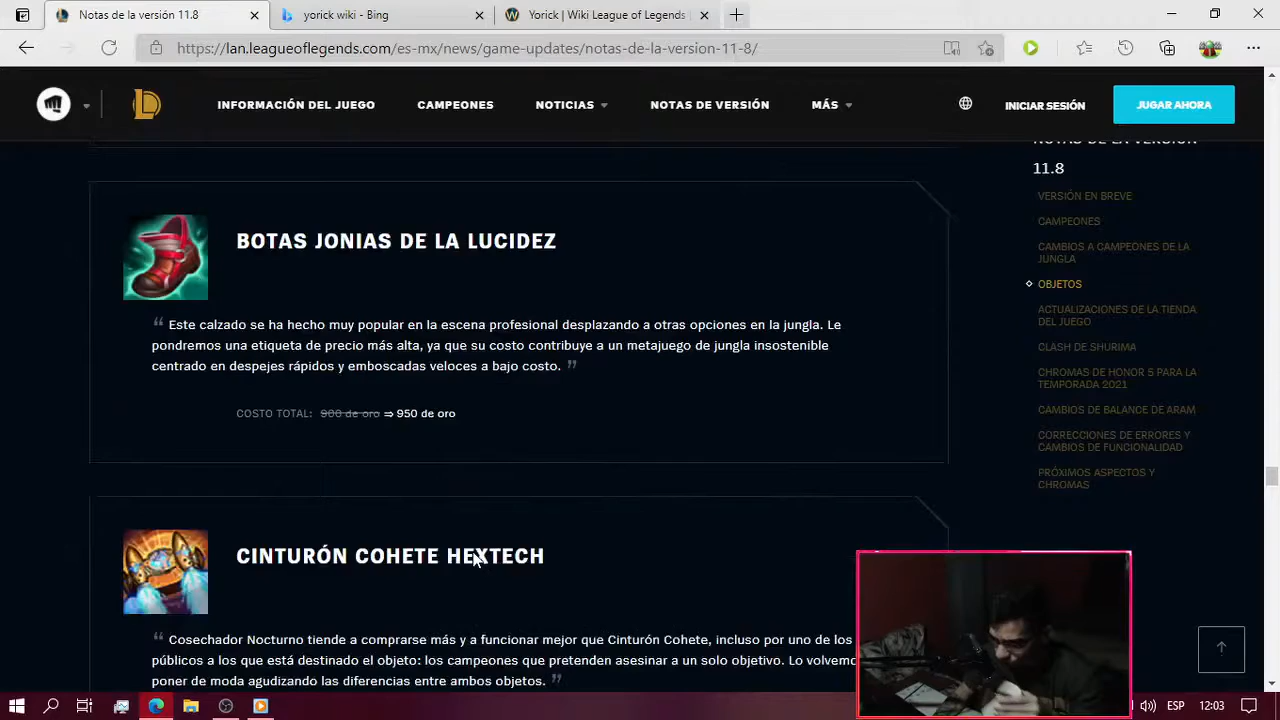 Notas de la versión 11.8
yorick wiki - Bing
Yorick | Wiki League of Legends
https://lan.leagueoflegends.com/es-mx/news/game-updates/notas-de-la-version-11-8/
INFORMACIÓN DEL JUEGO
CAMPEONES
NOTICIAS
NOTAS DE VERSIÓN
MÁS
INICIAR SESIÓN
JUGAR AHORA
BOTAS JONIAS DE LA LUCIDEZ
“ Este calzado se ha hecho muy popular en la escena profesional desplazando a otras opciones en la jungla. Le
pondremos una etiqueta de precio más alta, ya que su costo contribuye a un metajuego de jungla insostenible
centrado en despejes rápidos y emboscadas veloces a bajo costo. ”
COSTO TOTAL: 900 de oro ⇒ 950 de oro
CINTURÓN COHETE HEXTECH
“ Cosechador Nocturno tiende a comprarse más y a funcionar mejor que Cinturón Cohete, incluso por uno de los
públicos a los que está destinado el objeto: los campeones que pretenden asesinar a un solo objetivo. Lo volvemo
poner de moda agudizando las diferencias entre ambos objetos. ”
NOTAS DE LA VERSIÓN
11.8
VERSIÓN EN BREVE
CAMPEONES
CAMBIOS A CAMPEONES DE LA
JUNGLA
OBJETOS
ACTUALIZACIONES DE LA TIENDA
DEL JUEGO
CLASH DE SHURIMA
CHROMAS DE HONOR 5 PARA LA
TEMPORADA 2021
CAMBIOS DE BALANCE DE ARAM
CORRECCIONES DE ERRORES Y
CAMBIOS DE FUNCIONALIDAD
PRÓXIMOS ASPECTOS Y
CHROMAS
ESP
12:03